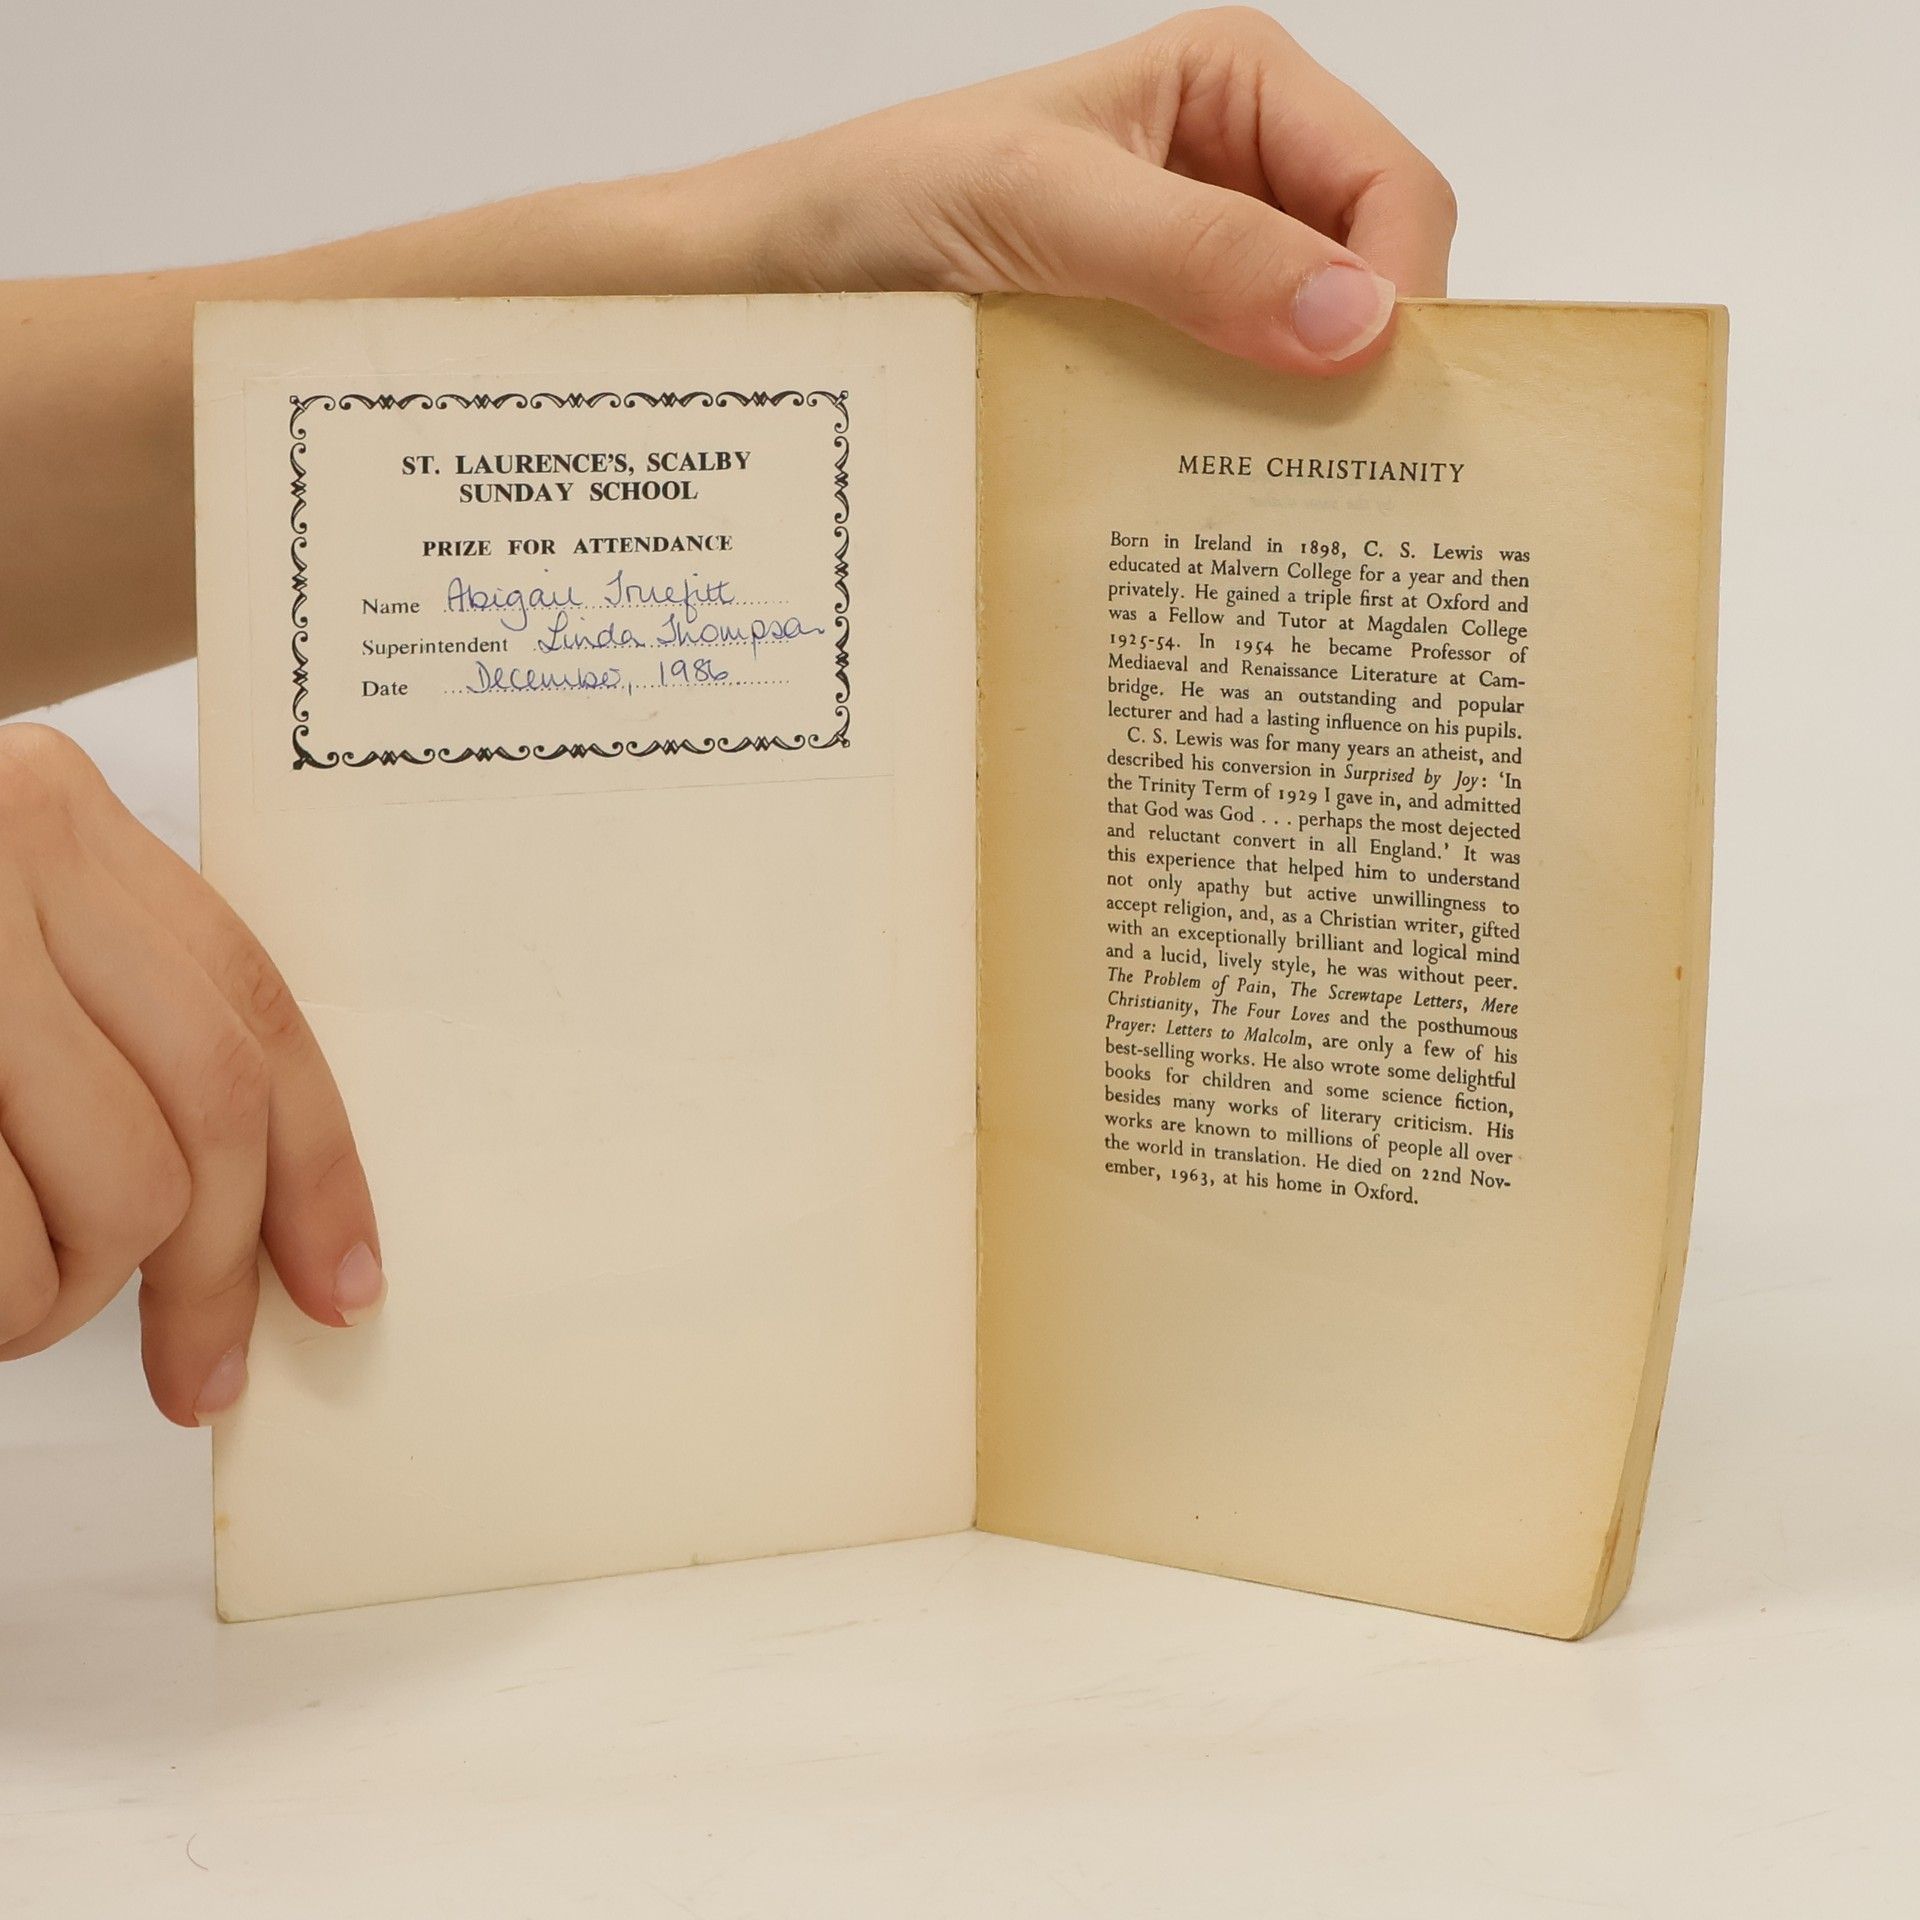 ST. LAURENCE'S, SCALBY
SUNDAY SCHOOL
PRIZE FOR ATTENDANCE
Name Abigail Truefitt
Superintendent Linda Thompson
Date December, 1986
MERE CHRISTIANITY
Born in Ireland in 1898, C. S. Lewis was
educated at Malvern College for a year and then
privately. He gained a triple first at Oxford and
was a Fellow and Tutor at Magdalen College
1925-54. In 1954 he became Professor of
Mediaeval and Renaissance Literature at Cam-
bridge. He was an outstanding and popular
lecturer and had a lasting influence on his pupils.
C. S. Lewis was for many years an atheist, and
described his conversion in Surprised by Joy: 'In
the Trinity Term of 1929 I gave in, and admitted
that God was God . . . perhaps the most dejected
and reluctant convert in all England.' It was
this experience that helped him to understand
not only apathy but active unwillingness to
accept religion, and, as a Christian writer, gifted
with an exceptionally brilliant and logical mind
and a lucid, lively style, he was without peer.
The Problem of Pain, The Screwtape Letters, Mere
Christianity, The Four Loves and the posthumous
Prayer: Letters to Malcolm, are only a few of his
best-selling works. He also wrote some delightful
books for children and some science fiction,
besides many works of literary criticism. His
works are known to millions of people all over
the world in translation. He died on 22nd Nov-
ember, 1963, at his home in Oxford.